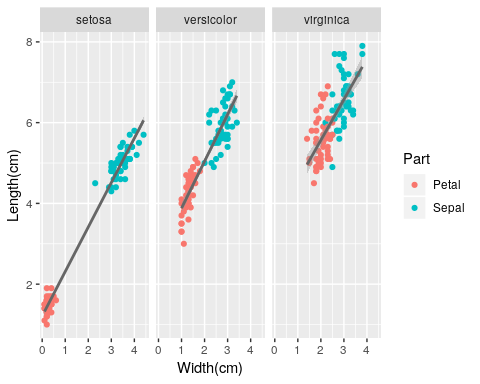 setosa versicolor virginica
8
6
4
2
0 1 2 3 4 0 1 2 3 4 0 1 2 3 4
Length(cm)
Width(cm)
Part
Petal
Sepal